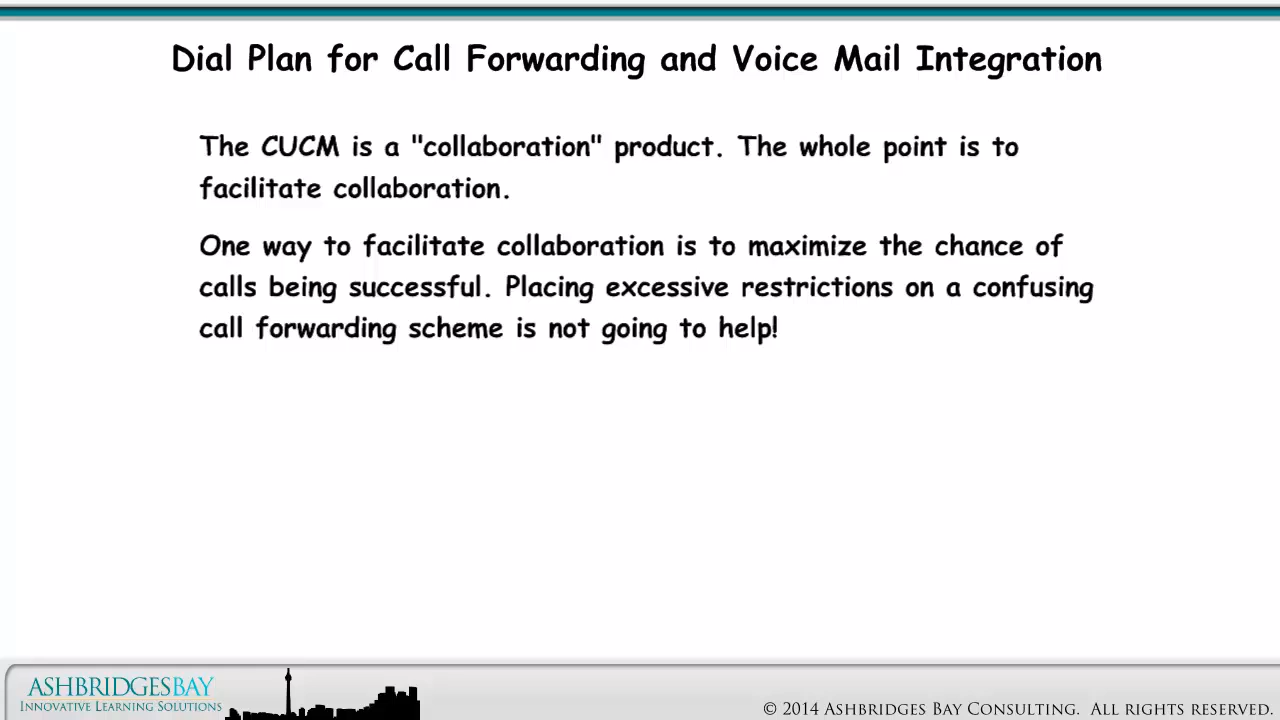 Dial Plan for Call Forwarding and Voice Mail Integration
The CUCM is a "collaboration" product. The whole point is to
facilitate collaboration.
One way to facilitate collaboration is to maximize the chance of
calls being successful. Placing excessive restrictions on a confusing
call forwarding scheme is not going to help!
ASHBRIDGESBAY
INNOVATIVE LEARNING SOLUTIONS
© 2014 ASHBRIDGES BAY CONSULTING. ALL RIGHTS RESERVED.